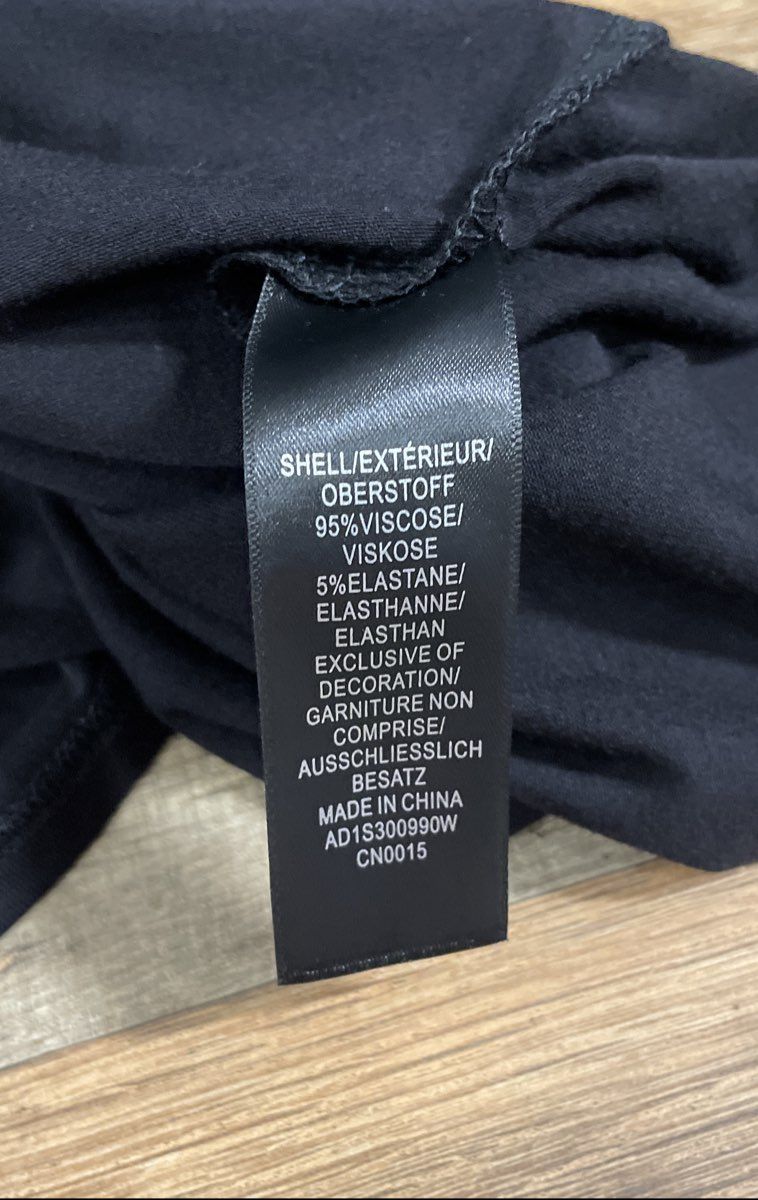 SHELL/EXTÉRIEUR/
OBERSTOFF
95%VISCOSE/
VISKOSE
5%ELASTANE/
ELASTHANNE/
ELASTHAN
EXCLUSIVE OF
DECORATION/
GARNITURE NON
COMPRISE/
AUSSCHLIESSLICH
BESATZ
MADE IN CHINA
AD1S300990W
CN0015